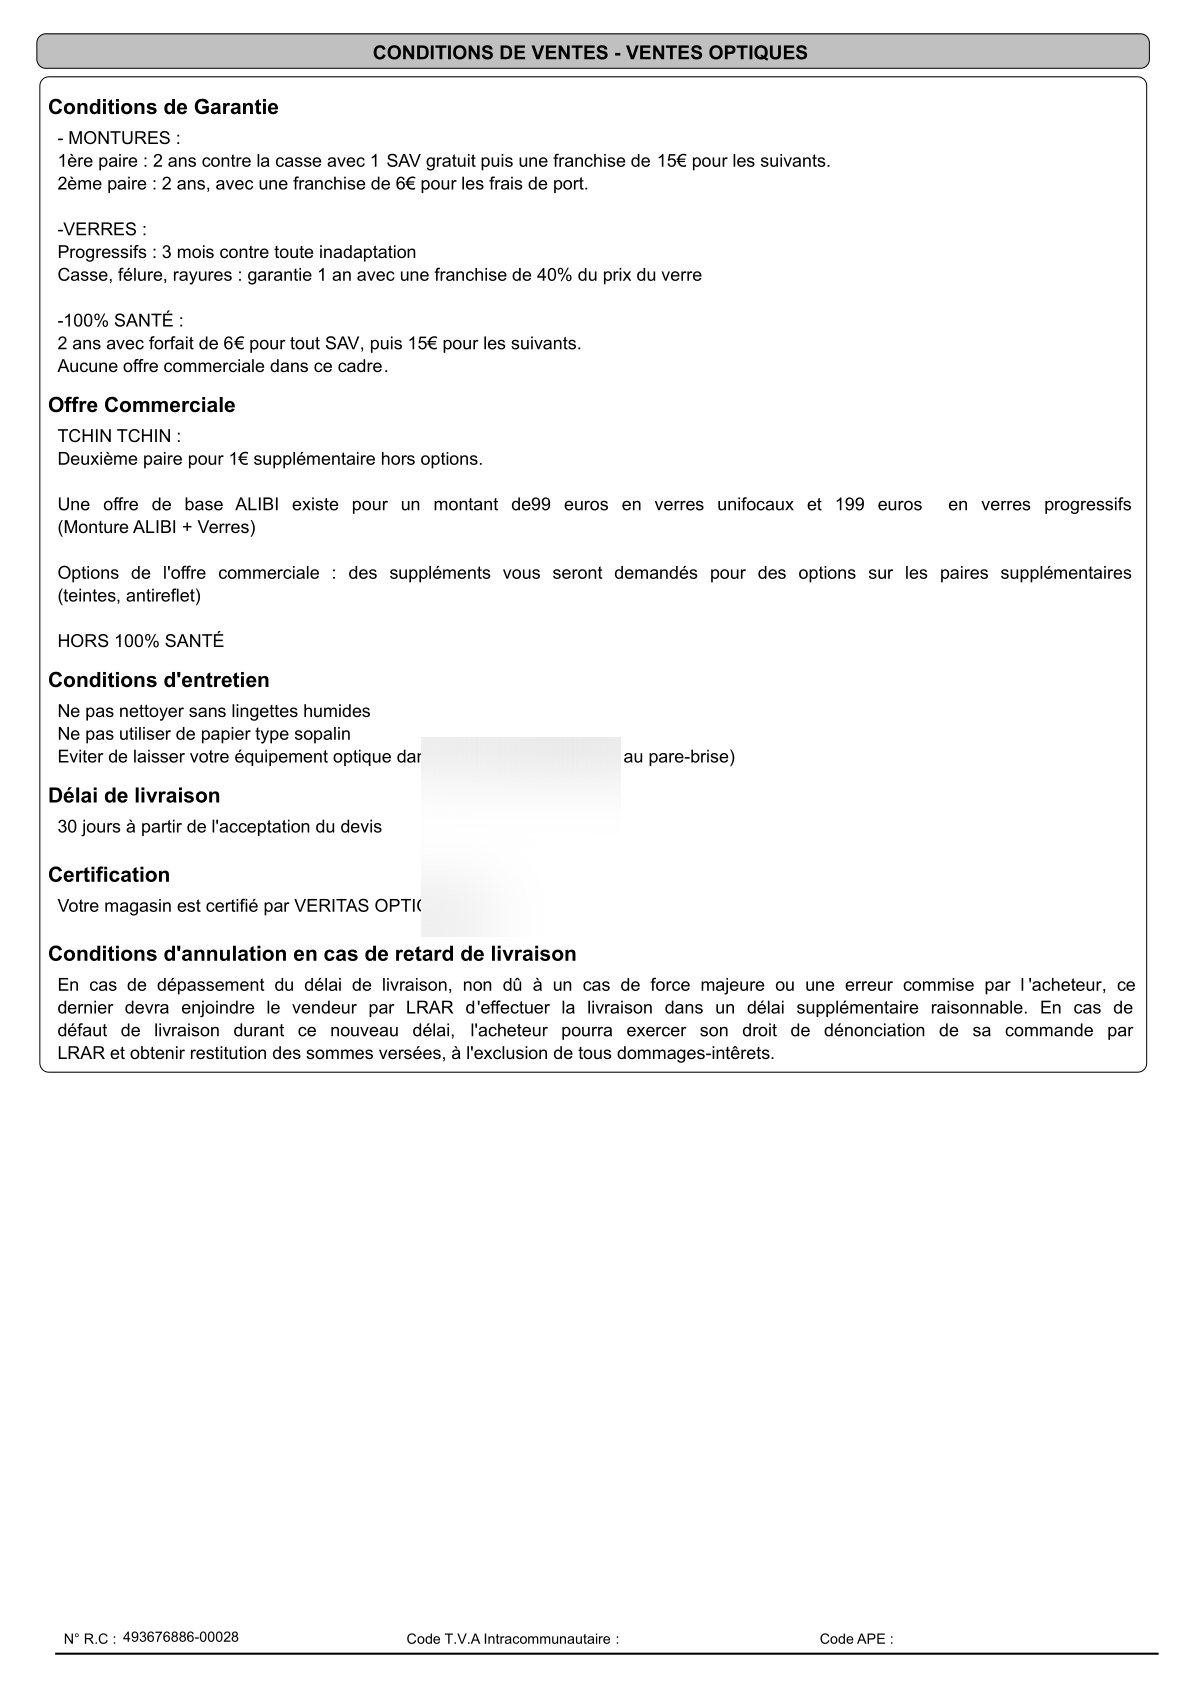 CONDITIONS DE VENTES - VENTES OPTIQUES
Conditions de Garantie
- MONTURES :
1ère paire : 2 ans contre la casse avec 1 SAV gratuit puis une franchise de 15€ pour les suivants.
2ème paire : 2 ans, avec une franchise de 6€ pour les frais de port.
-VERRES :
Progressifs : 3 mois contre toute inadaptation
Casse, félure, rayures : garantie 1 an avec une franchise de 40% du prix du verre
-100% SANTÉ :
2 ans avec forfait de 6€ pour tout SAV, puis 15€ pour les suivants.
Aucune offre commerciale dans ce cadre.
Offre Commerciale
TCHIN TCHIN :
Deuxième paire pour 1€ supplémentaire hors options.
Une offre de base ALIBI existe pour un montant de99 euros en verres unifocaux et 199 euros en verres progressifs
(Monture ALIBI + Verres)
Options de l'offre commerciale : des suppléments vous seront demandés pour des options sur les paires supplémentaires
(teintes, antireflet)
HORS 100% SANTÉ
Conditions d'entretien
Ne pas nettoyer sans lingettes humides
Ne pas utiliser de papier type sopalin
Eviter de laisser votre équipement optique au pare-brise)
Délai de livraison
30 jours à partir de l'acceptation du devis
Certification
Votre magasin est certifié par VERITAS
Conditions d'annulation en cas de retard de livraison
En cas de dépassement du délai de livraison, non dû à un cas de force majeure ou une erreur commise par l'acheteur, ce
dernier devra enjoindre le vendeur par LRAR d'effectuer la livraison dans un délai supplémentaire raisonnable. En cas de
défaut de livraison durant ce nouveau délai, l'acheteur pourra exercer son droit de dénonciation de sa commande par
LRAR et obtenir restitution des sommes versées, à l'exclusion de tous dommages-intêrets.
N° R.C : 493676886-00028 Code T.V.A Intracommunautaire : Code APE :